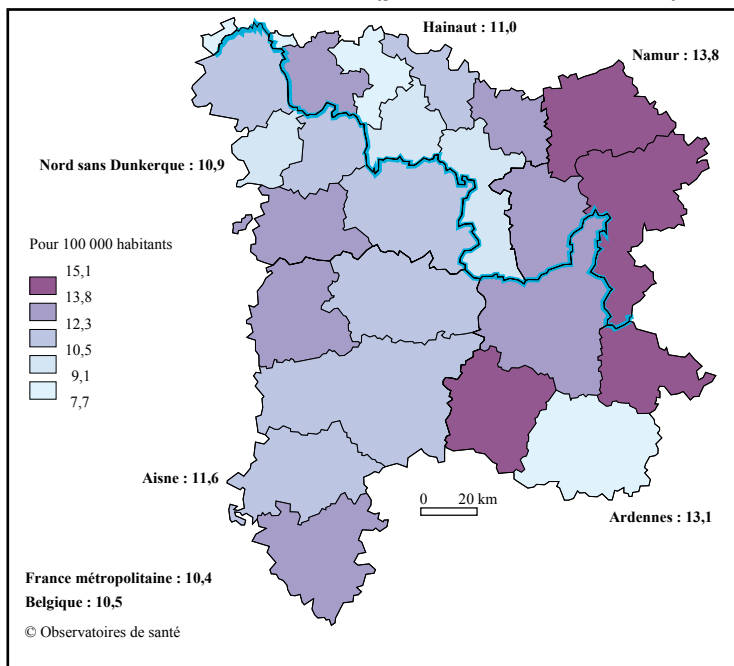 Hainaut : 11,0
Namur : 13,8
Nord sans Dunkerque : 10,9
Pour 100 000 habitants
15,1
13,8
12,3
10,5
9,1
7,7
Aisne : 11,6
0 20 km
Ardennes : 13,1
France métropolitaine : 10,4
Belgique : 10,5
© Observatoires de santé